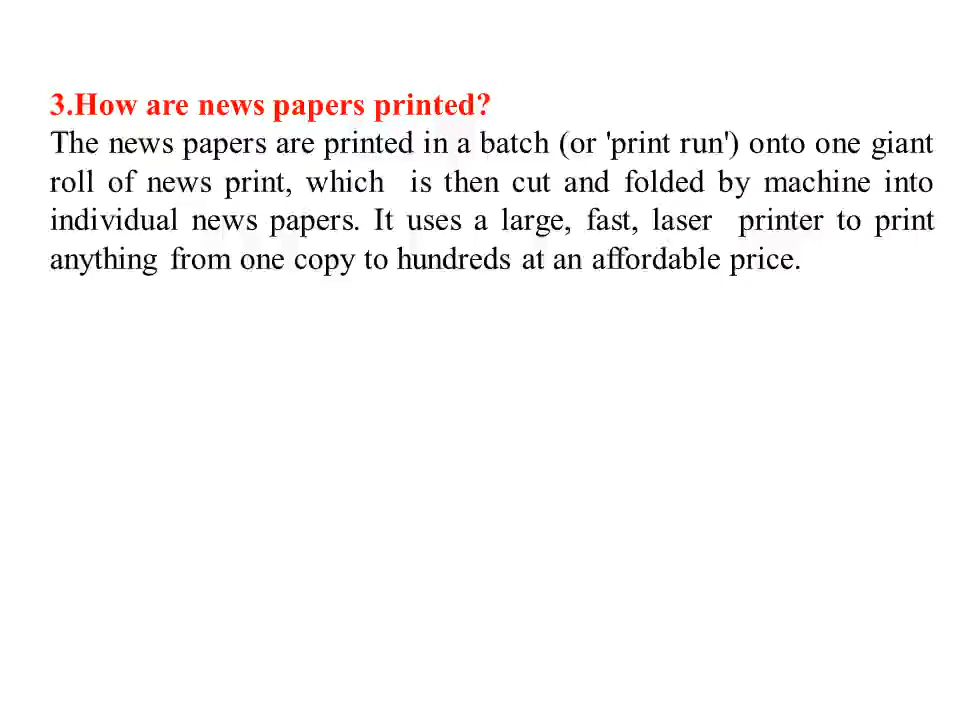 3.How are news papers printed?
The news papers are printed in a batch (or 'print run') onto one giant
roll of news print, which is then cut and folded by machine into
individual news papers. It uses a large, fast, laser printer to print
anything from one copy to hundreds at an affordable price.